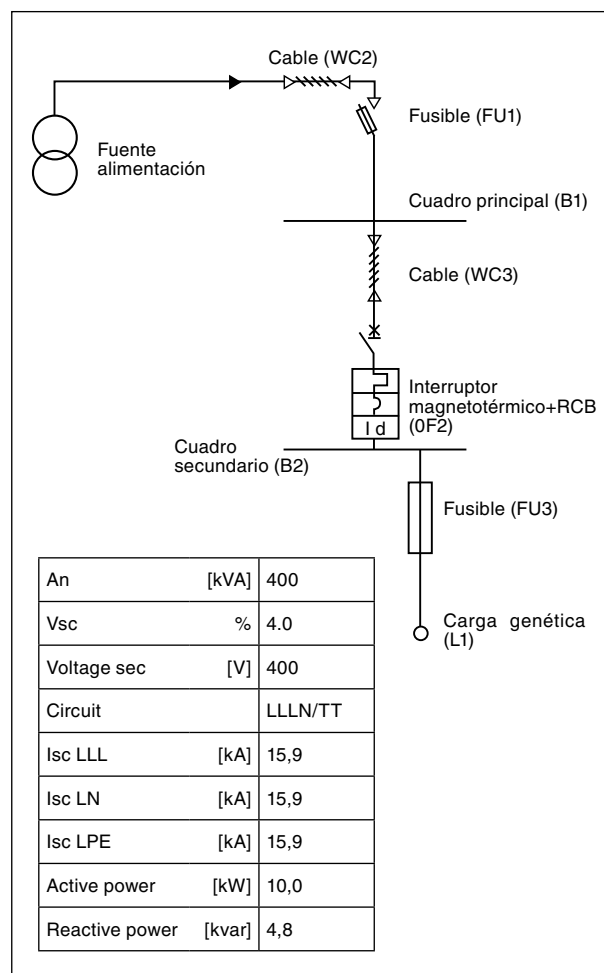 Cable (WC2)
Fusible (FU1)
Fuente
alimentación
Cuadro principal (B1)
Cable (WC3)
Interruptor
magnetotérmico+RCB
(0F2)
I d
Cuadro
secundario (B2)
Fusible (FU3)
Carga genética
(L1)
An [kVA] 400
Vsc % 4.0
Voltage sec [V] 400
Circuit LLLN/TT
Isc LLL [kA] 15,9
Isc LN [kA] 15,9
Isc LPE [kA] 15,9
Active power [kW] 10,0
Reactive power [kvar] 4,8